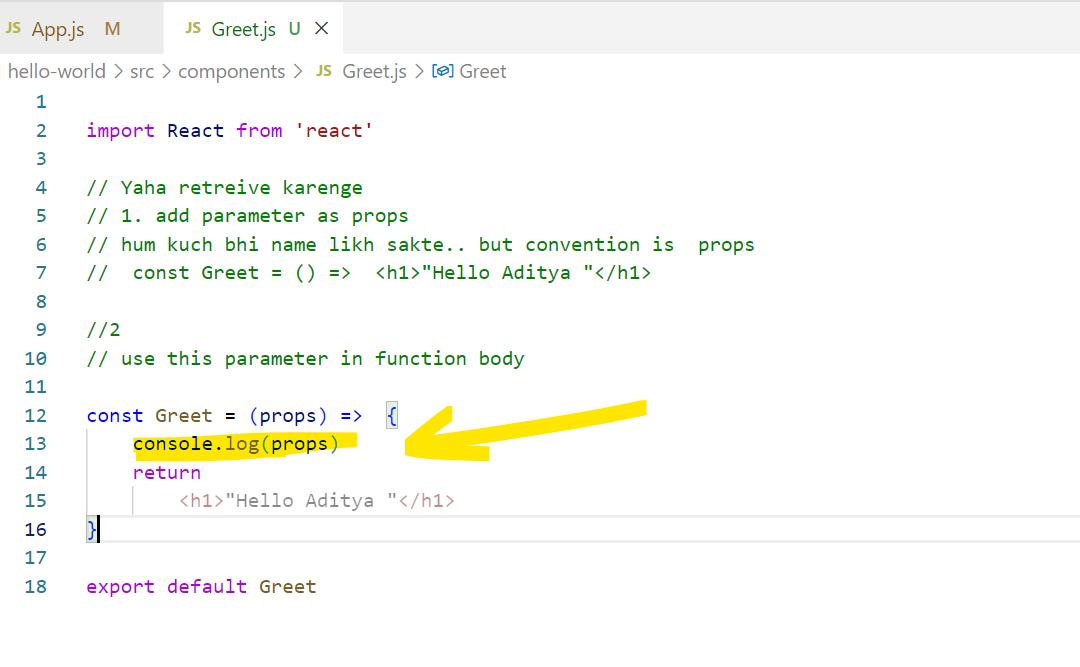 JS App.js M JS Greet.js U
hello-world > src > components > JS Greet.js > Greet
1
2 import React from 'react'
3
4 // Yaha retreive karenge
5 // 1. add parameter as props
6 // hum kuch bhi name likh sakte.. but convention is  props
7 //  const Greet = () =>  <h1>"Hello Aditya "</h1>
8
9 //2
10 // use this parameter in function body
11
12 const Greet = (props) =>  {
13     console.log(props)
14     return
15         <h1>"Hello Aditya "</h1>
16 }
17
18 export default Greet